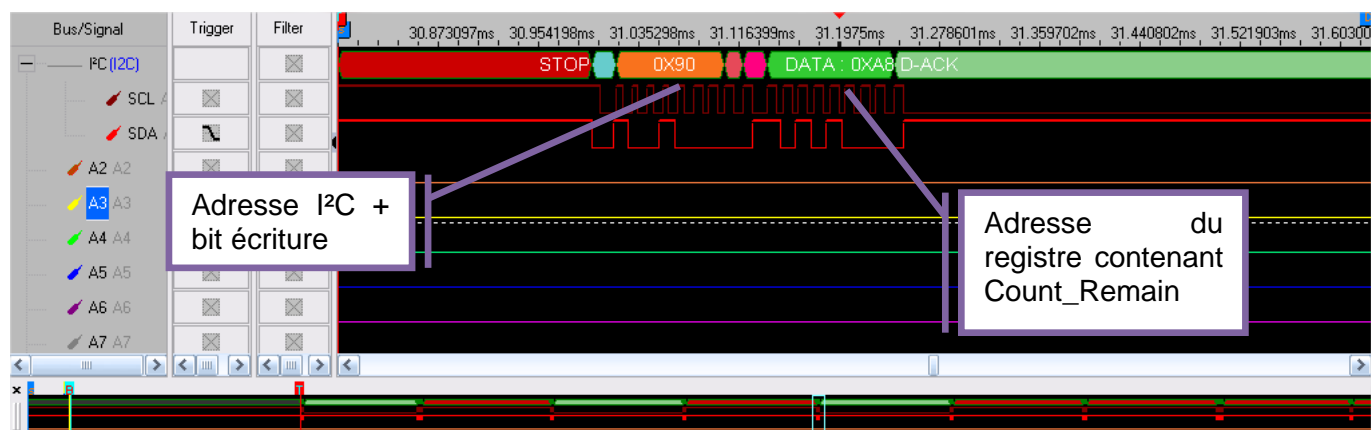 Bus/Signal Trigger Filter 30.873097ms 30.954198ms 31.035298ms 31.116399ms 31.1975ms 31.278601ms 31.359702ms 31.440802ms 31.521903ms 31.60300
I²C (I2C) STOP 0X90 DATA : 0XA8 D-ACK
SCL
SDA
A2 A2
A3 A3
A4 A4
A5 A5
A6 A6
A7 A7
Adresse I²C +
bit écriture
Adresse du
registre contenant
Count_Remain
B T